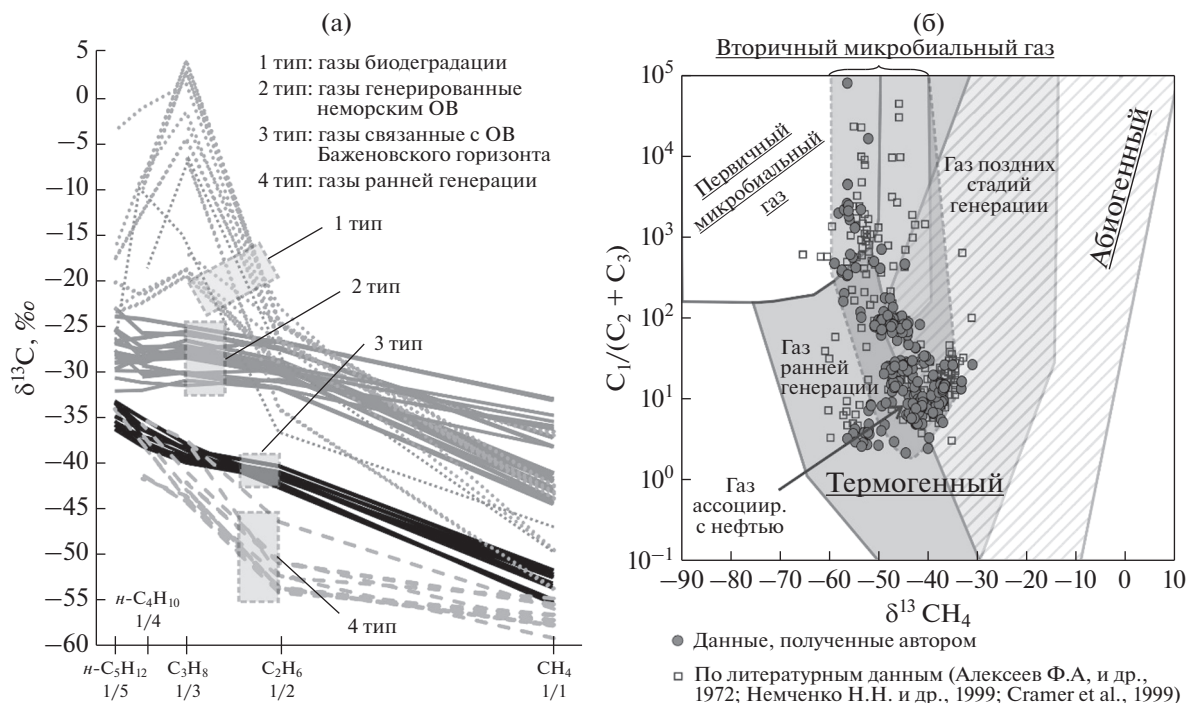 (а)
5
0
−5
−10
−15
−20
−25
−30
−35
−40
−45
−50
−55
−60
δ¹³C, ‰
1 тип: газы биодеградации
2 тип: газы генерированные
неморским ОВ
3 тип: газы связанные с ОВ
Баженовского горизонта
4 тип: газы ранней генерации
1 тип
2 тип
3 тип
4 тип
н-C₄H₁₀
1/4
н-C₅H₁₂
1/5
C₃H₈
1/3
C₂H₆
1/2
CH₄
1/1
(б)
Вторичный микробиальный газ
10⁵
10⁴
10³
10²
10¹
10⁰
10⁻¹
C₁/(C₂ + C₃)
Первичный
микробиальный
газ
Газ поздних
стадий
генерации
Абиогенный
Газ
ранней
генерации
Термогенный
Газ
ассоциир.
с нефтью
−90 −80 −70 −60 −50 −40 −30 −20 −10 0 10
δ¹³ CH₄
Данные, полученные автором
По литературным данным (Алексеев Ф.А, и др.,
1972; Немченко Н.Н. и др., 1999; Cramer et al., 1999)